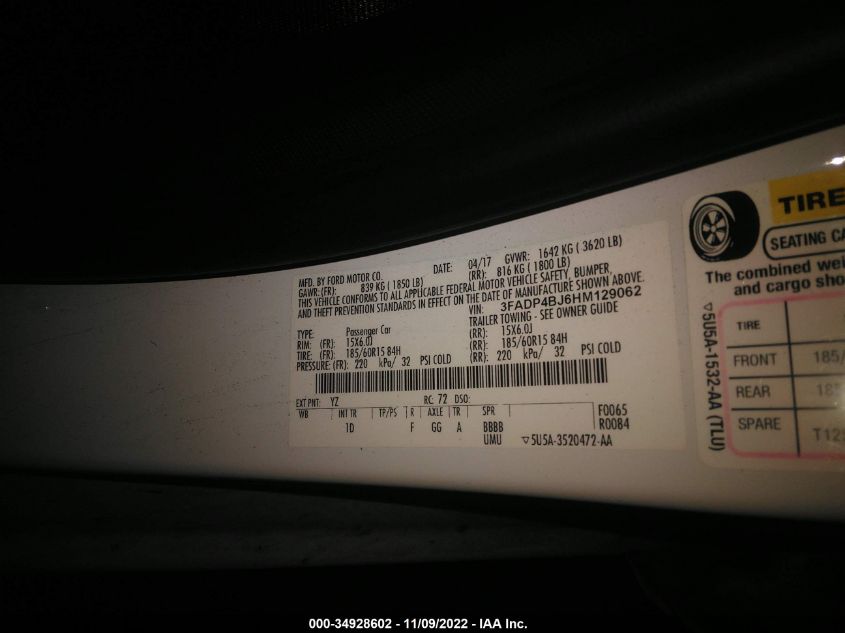 MFD. BY FORD MOTOR CO.
DATE: 04/17 GVWR: 1642 KG ( 3620 LB)
GAWR: (FR): 839 KG ( 1850 LB) (RR): 816 KG ( 1800 LB)
THIS VEHICLE CONFORMS TO ALL APPLICABLE FEDERAL MOTOR VEHICLE SAFETY, BUMPER,
AND THEFT PREVENTION STANDARDS IN EFFECT ON THE DATE OF MANUFACTURE SHOWN ABOVE.
VIN: 3FADP4BJ6HM129062
TYPE: Passenger Car TRAILER TOWING - SEE OWNER GUIDE
RIM: (FR): 15X6.0J (RR): 15X6.0J
TIRE: (FR): 185/60R15 84H (RR): 185/60R15 84H
PRESSURE: (FR): 220 kPa/ 32 PSI COLD (RR): 220 kPa/ 32 PSI COLD
EXT PNT: YZ RC: 72 DSO:
WB INT TR TP/PS R AXLE TR SPR F0065
1D F GG A BBBB R0084
UMU ▽5U5A-3520472-AA
TIRE
SEATING CA
The combined wei
and cargo sho
TIRE
FRONT 185/
REAR 185
SPARE T12
▽5U5A-1532-AA (TLU)
000-34928602 - 11/09/2022 - IAA Inc.